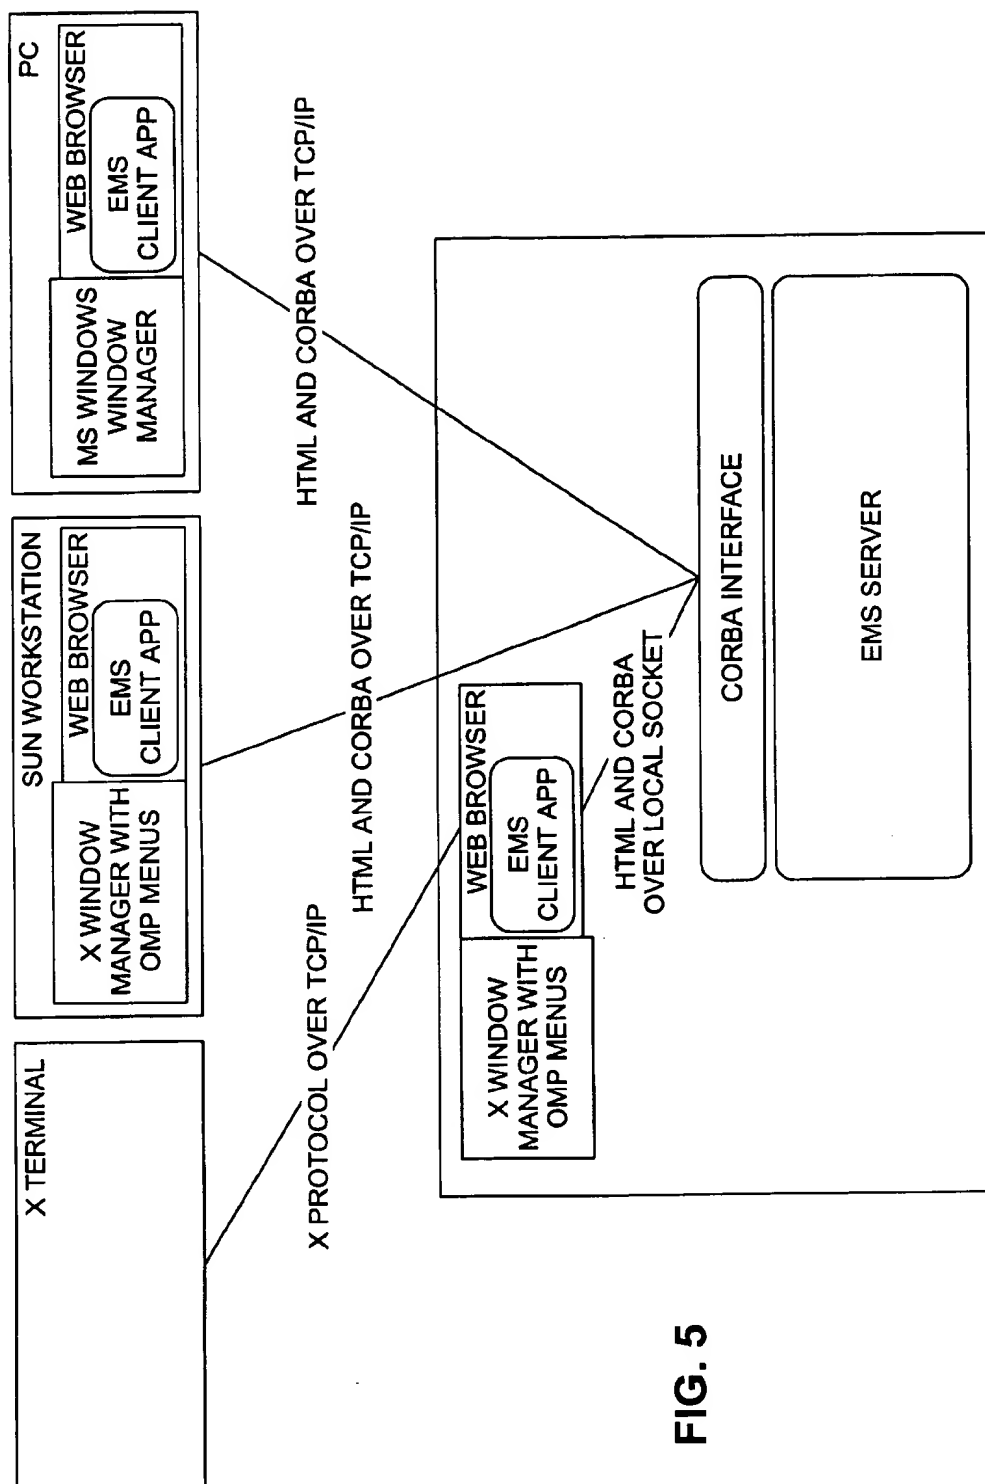 X TERMINAL
SUN WORKSTATION
X WINDOW
MANAGER WITH
OMP MENUS
WEB BROWSER
EMS
CLIENT APP
PC
MS WINDOWS
WINDOW
MANAGER
WEB BROWSER
EMS
CLIENT APP
X PROTOCOL OVER TCP/IP
HTML AND CORBA OVER TCP/IP
HTML AND CORBA OVER TCP/IP
X WINDOW
MANAGER WITH
OMP MENUS
WEB BROWSER
EMS
CLIENT APP
HTML AND CORBA
OVER LOCAL SOCKET
CORBA INTERFACE
EMS SERVER
FIG. 5